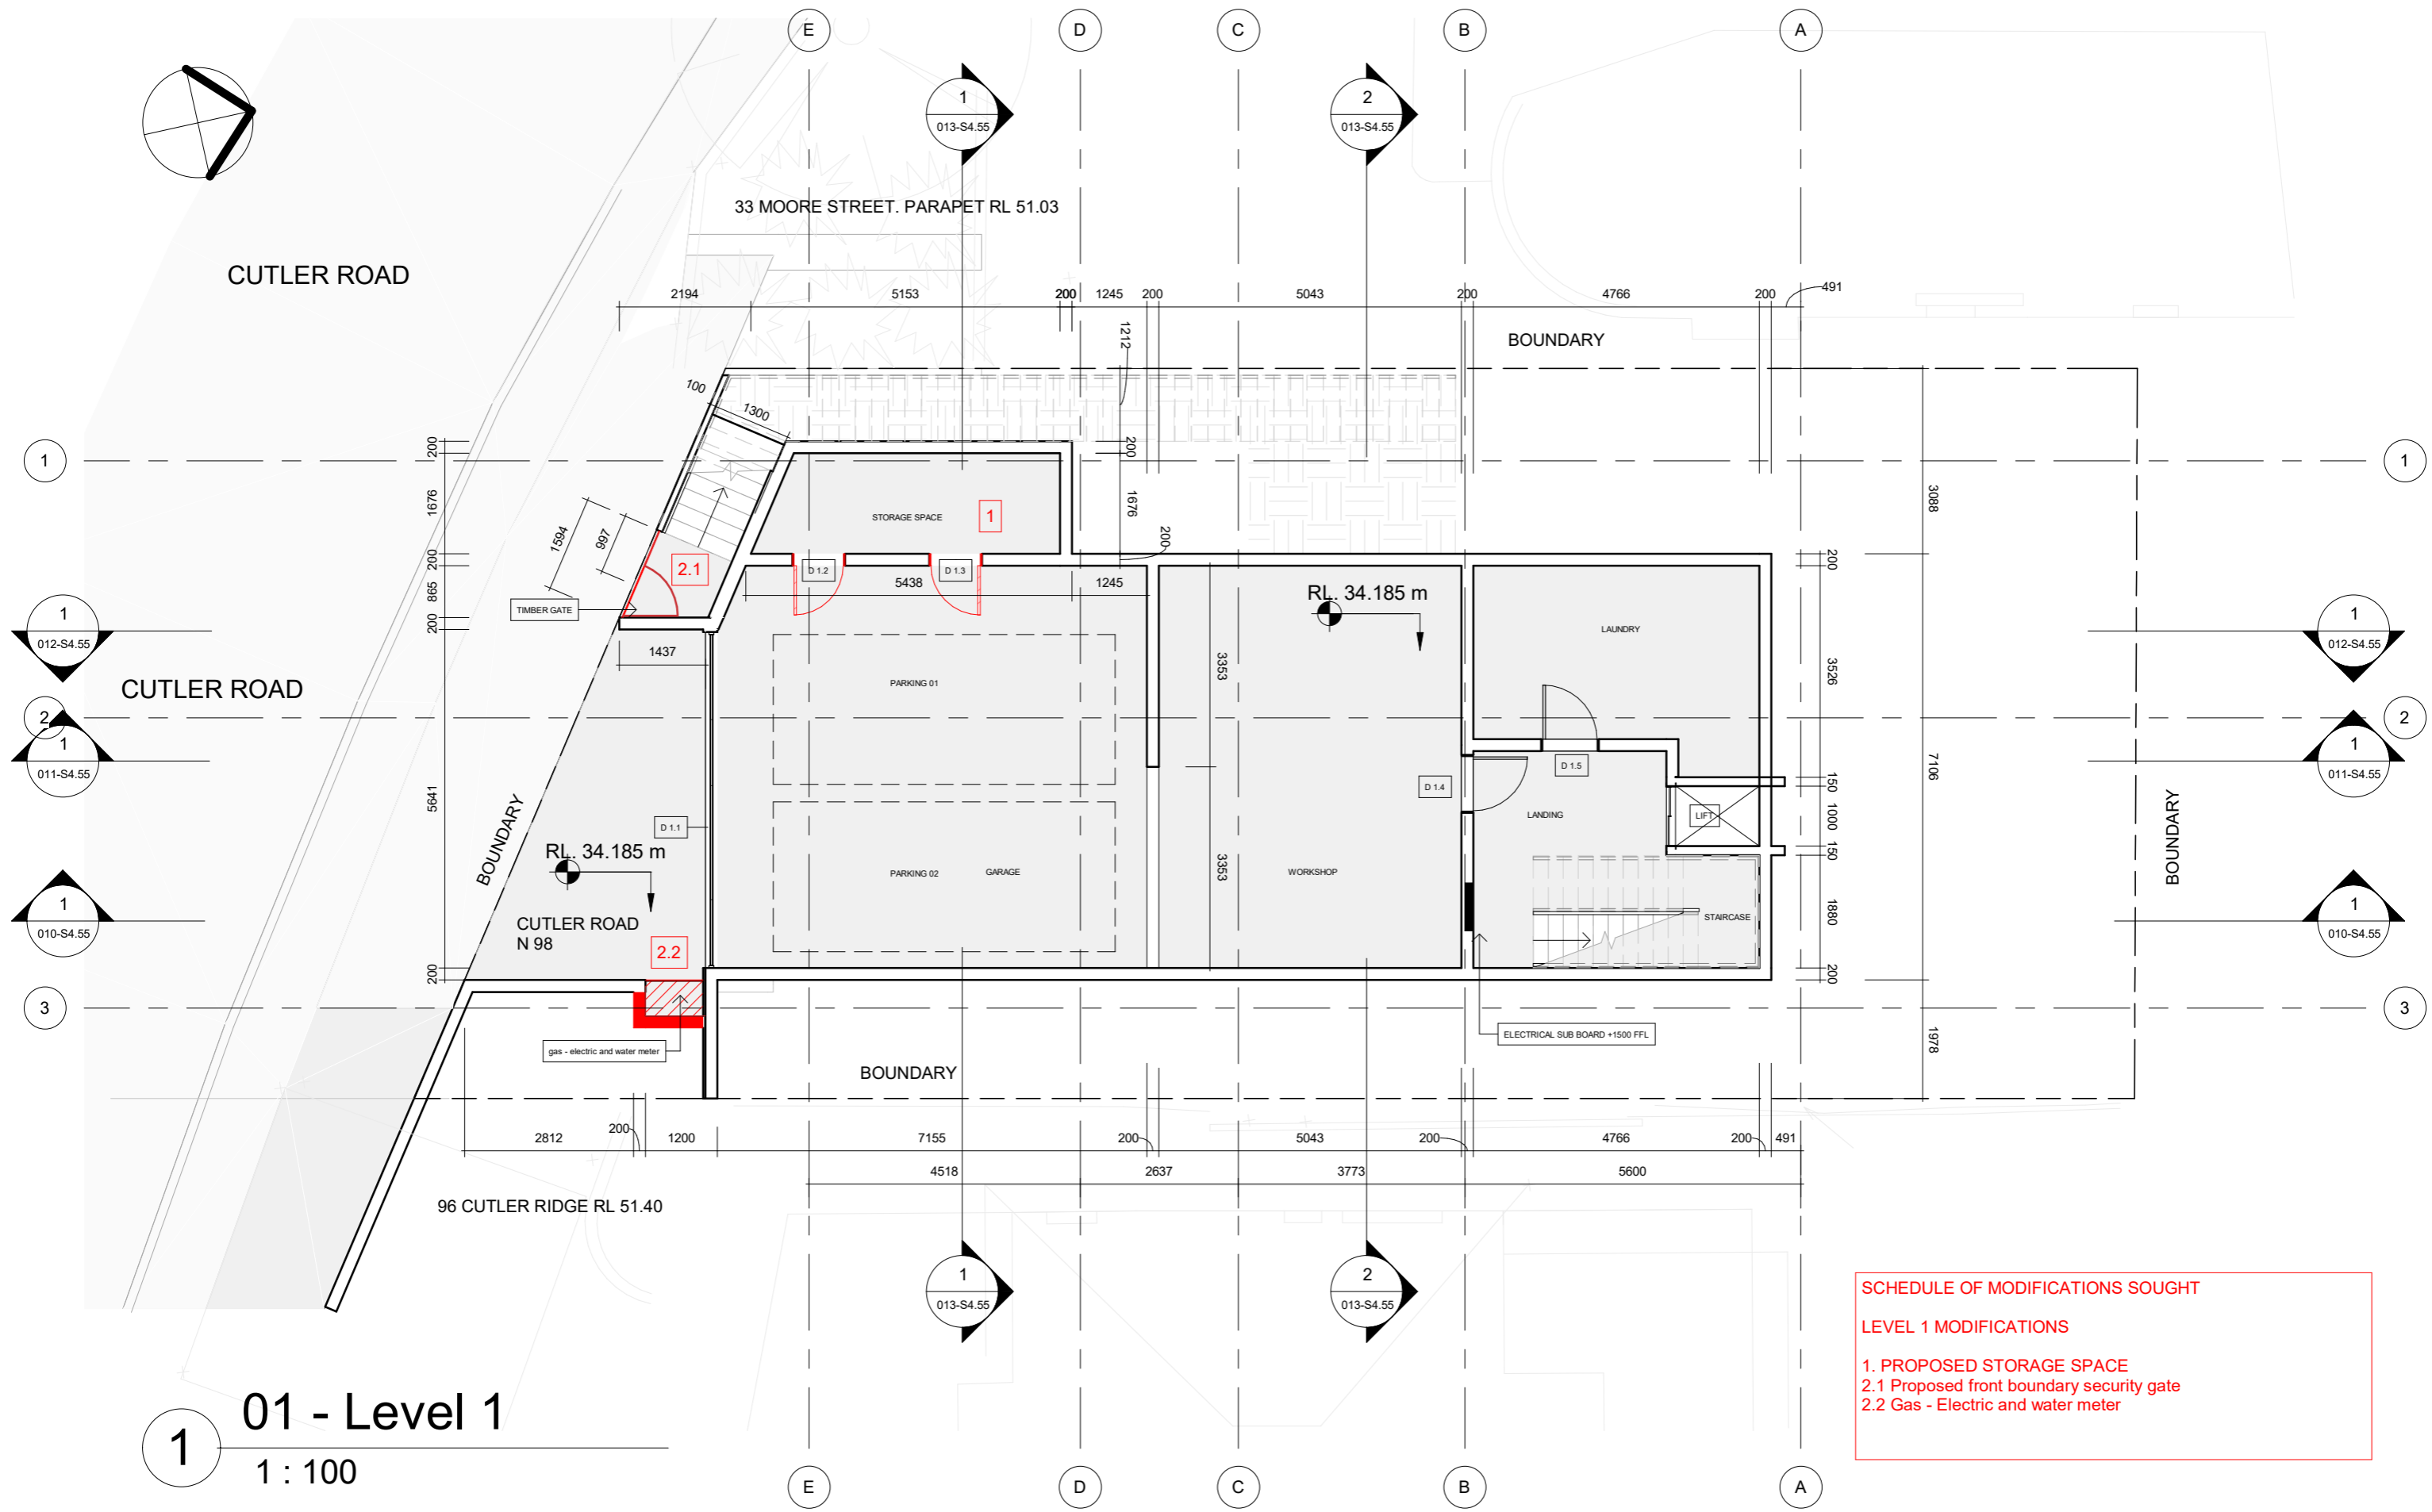 E
D
C
B
A
1
013-S4.55
2
013-S4.55
33 MOORE STREET. PARAPET RL 51.03
CUTLER ROAD
2194
5153
200
1245
200
5043
200
4766
200
491
1212
BOUNDARY
100
1300
1
200
1676
200
865
200
5641
200
1594
997
200
1676
200
1
3088
STORAGE SPACE
1
2.1
D 1.2
D 1.3
5438
1245
TIMBER GATE
RL. 34.185 m
LAUNDRY
200
3526
150
1000
150
1880
200
7106
1978
1
012-S4.55
1
012-S4.55
1437
3353
PARKING 01
CUTLER ROAD
2
2
1
011-S4.55
1
011-S4.55
D 1.5
D 1.4
BOUNDARY
BOUNDARY
D 1.1
LANDING
LIFT
RL. 34.185 m
PARKING 02
GARAGE
3353
WORKSHOP
STAIRCASE
1
010-S4.55
1
010-S4.55
CUTLER ROAD
N 98
2.2
3
3
gas - electric and water meter
ELECTRICAL SUB BOARD +1500 FFL
BOUNDARY
2812
200
1200
7155
200
5043
200
4766
200
491
4518
2637
3773
5600
96 CUTLER RIDGE RL 51.40
1
013-S4.55
2
013-S4.55
SCHEDULE OF MODIFICATIONS SOUGHT
LEVEL 1 MODIFICATIONS
1. PROPOSED STORAGE SPACE
2.1 Proposed front boundary security gate
2.2 Gas - Electric and water meter
1
01 - Level 1
1 : 100
E
D
C
B
A